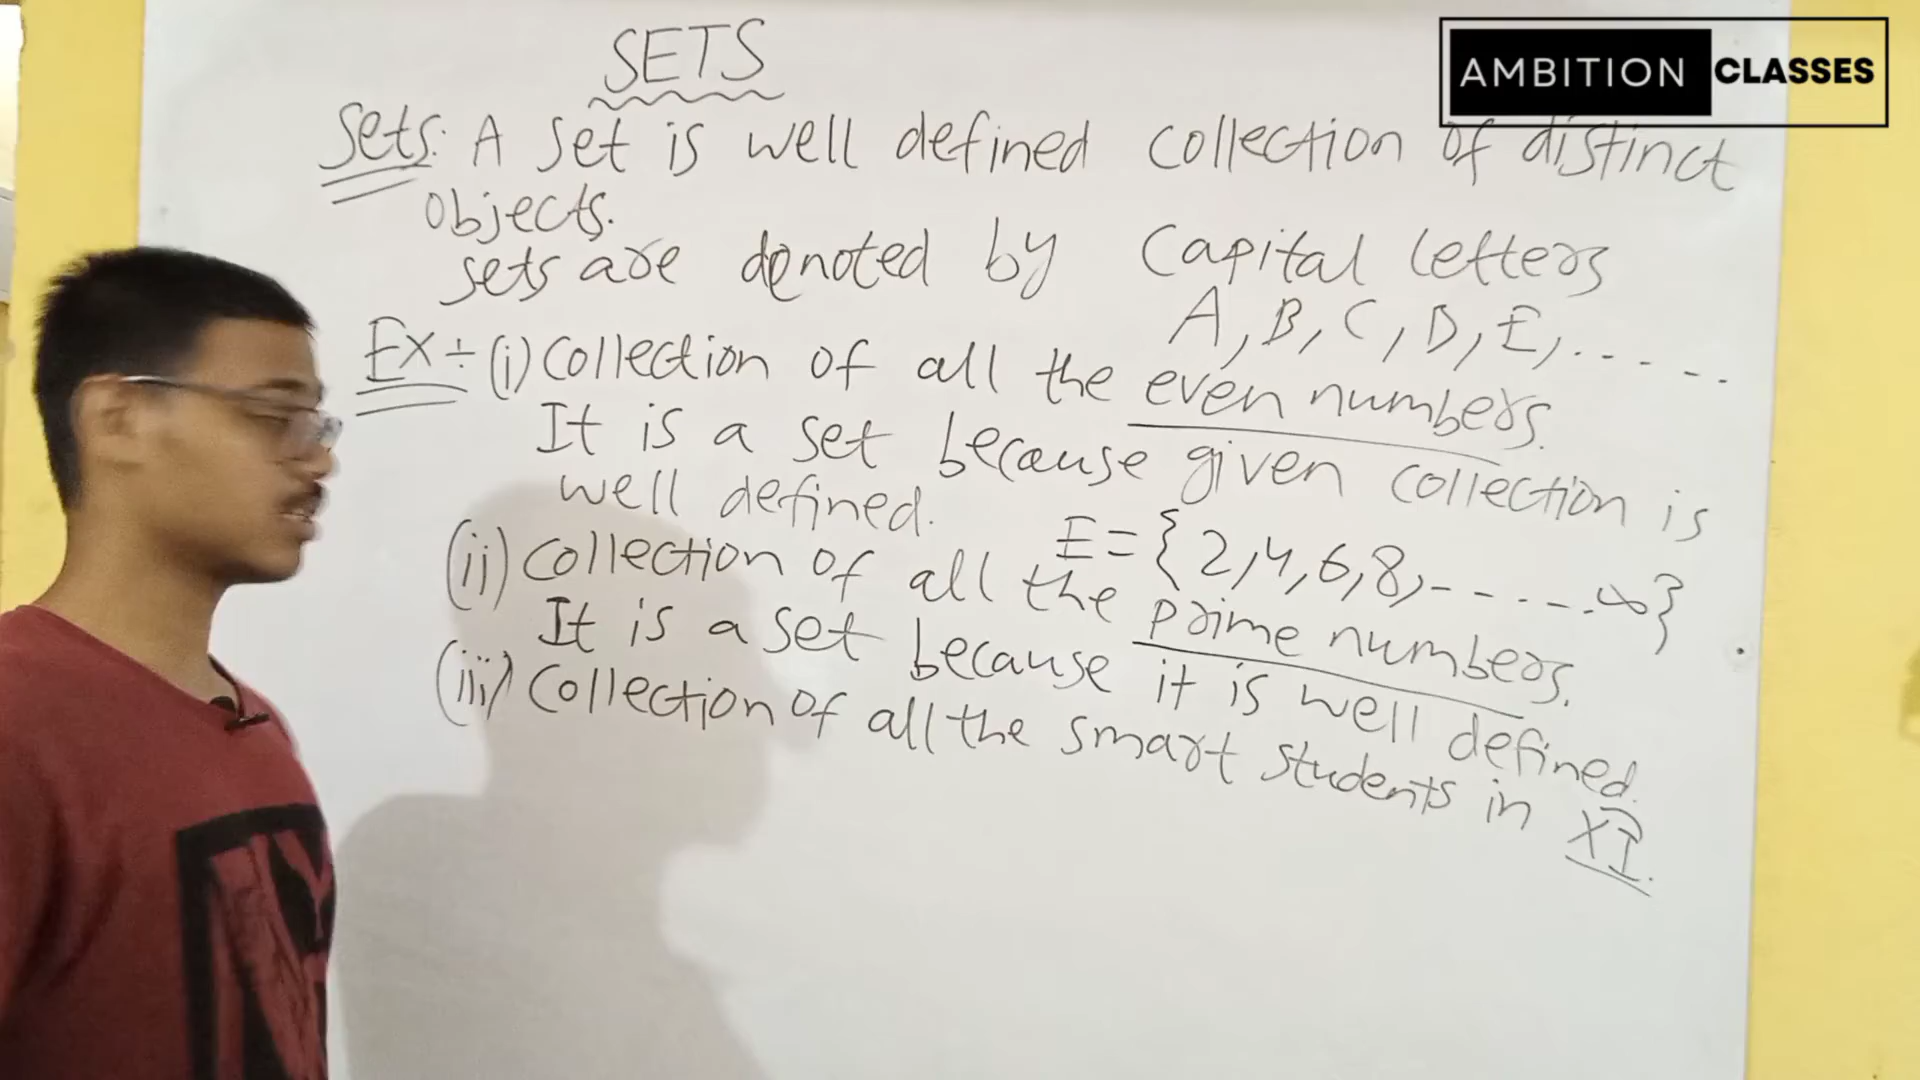 SETS
AMBITION CLASSES
Sets: A set is well defined collection of distinct
objects.
sets are denoted by Capital letters
A, B, C, D, E, .....
Ex ÷ (i) Collection of all the even numbers.
It is a set because given collection is
well defined.
E = {2, 4, 6, 8, - - - - - . ∞}
(ii) Collection of all the prime numbers.
It is a set because it is well defined.
(iii) Collection of all the smart students in XI.